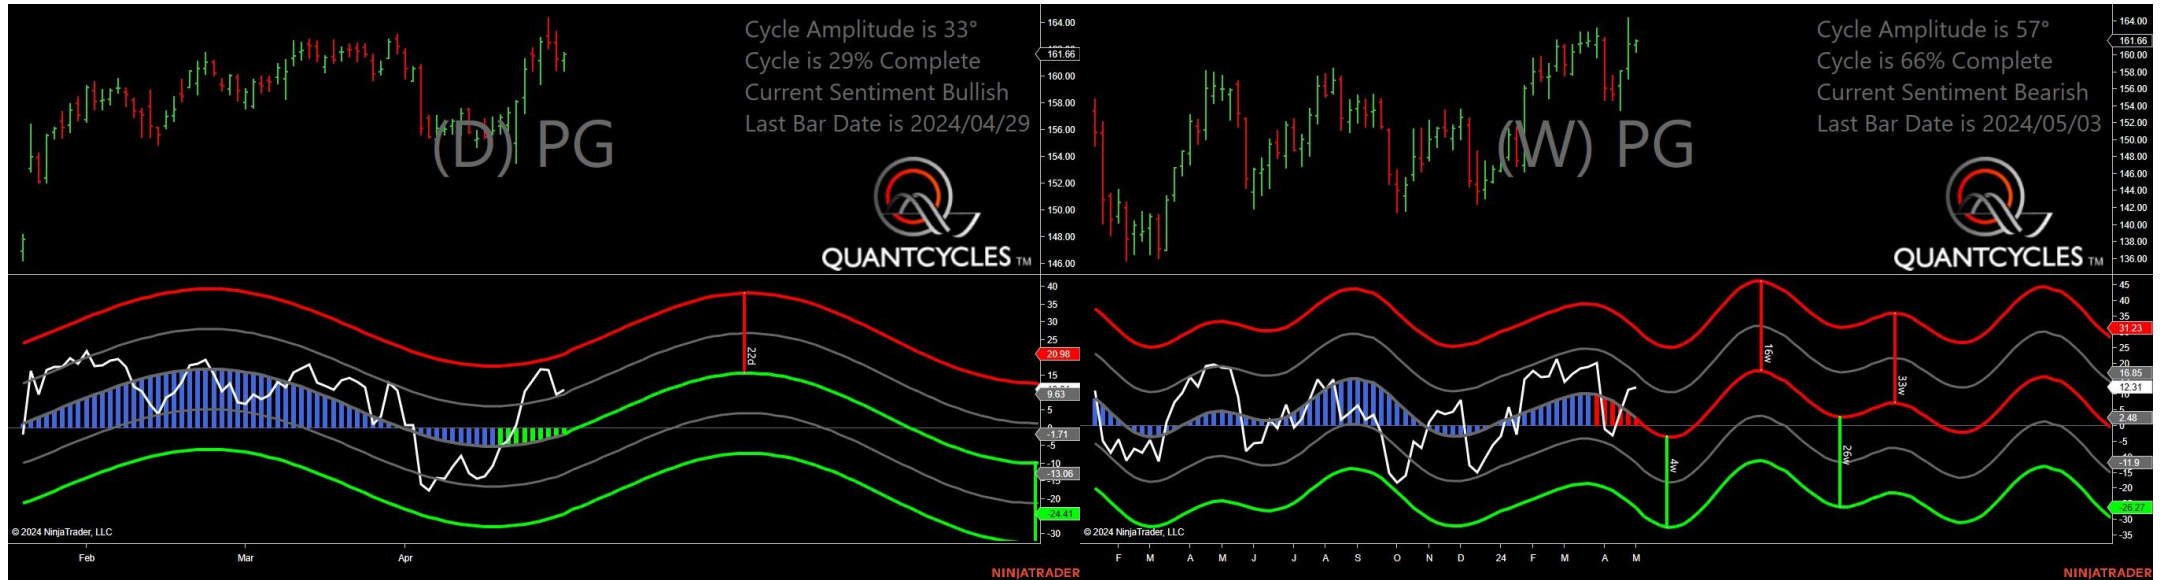 Cycle Amplitude is 33°
Cycle is 29% Complete
Current Sentiment Bullish
Last Bar Date is 2024/04/29
(D) PG
QUANTCYCLES TM
164.00
161.66
160.00
158.00
156.00
154.00
152.00
150.00
148.00
146.00
40
35
30
25
20.98
15
9.63
5
-1.71
-5
-10
-13.06
-20
-24.41
-30
22d
© 2024 NinjaTrader, LLC
Feb Mar Apr
NINJATRADER
Cycle Amplitude is 57°
Cycle is 66% Complete
Current Sentiment Bearish
Last Bar Date is 2024/05/03
(W) PG
QUANTCYCLES TM
164.00
161.66
160.00
158.00
156.00
154.00
152.00
150.00
148.00
146.00
144.00
142.00
140.00
138.00
136.00
45
40
35
31.23
25
20
16.85
12.31
5
2.48
-5
-11.9
-15
-20
-26.27
-30
-35
4w 16w 26w 33w
© 2024 NinjaTrader, LLC
F M A M J J A S O N D 24 F M A M
NINJATRADER